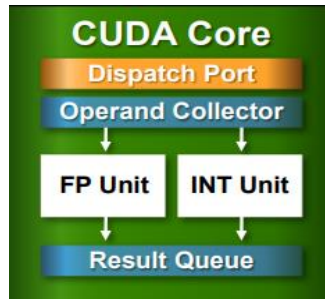 CUDA Core
Dispatch Port
Operand Collector
FP Unit INT Unit
Result Queue